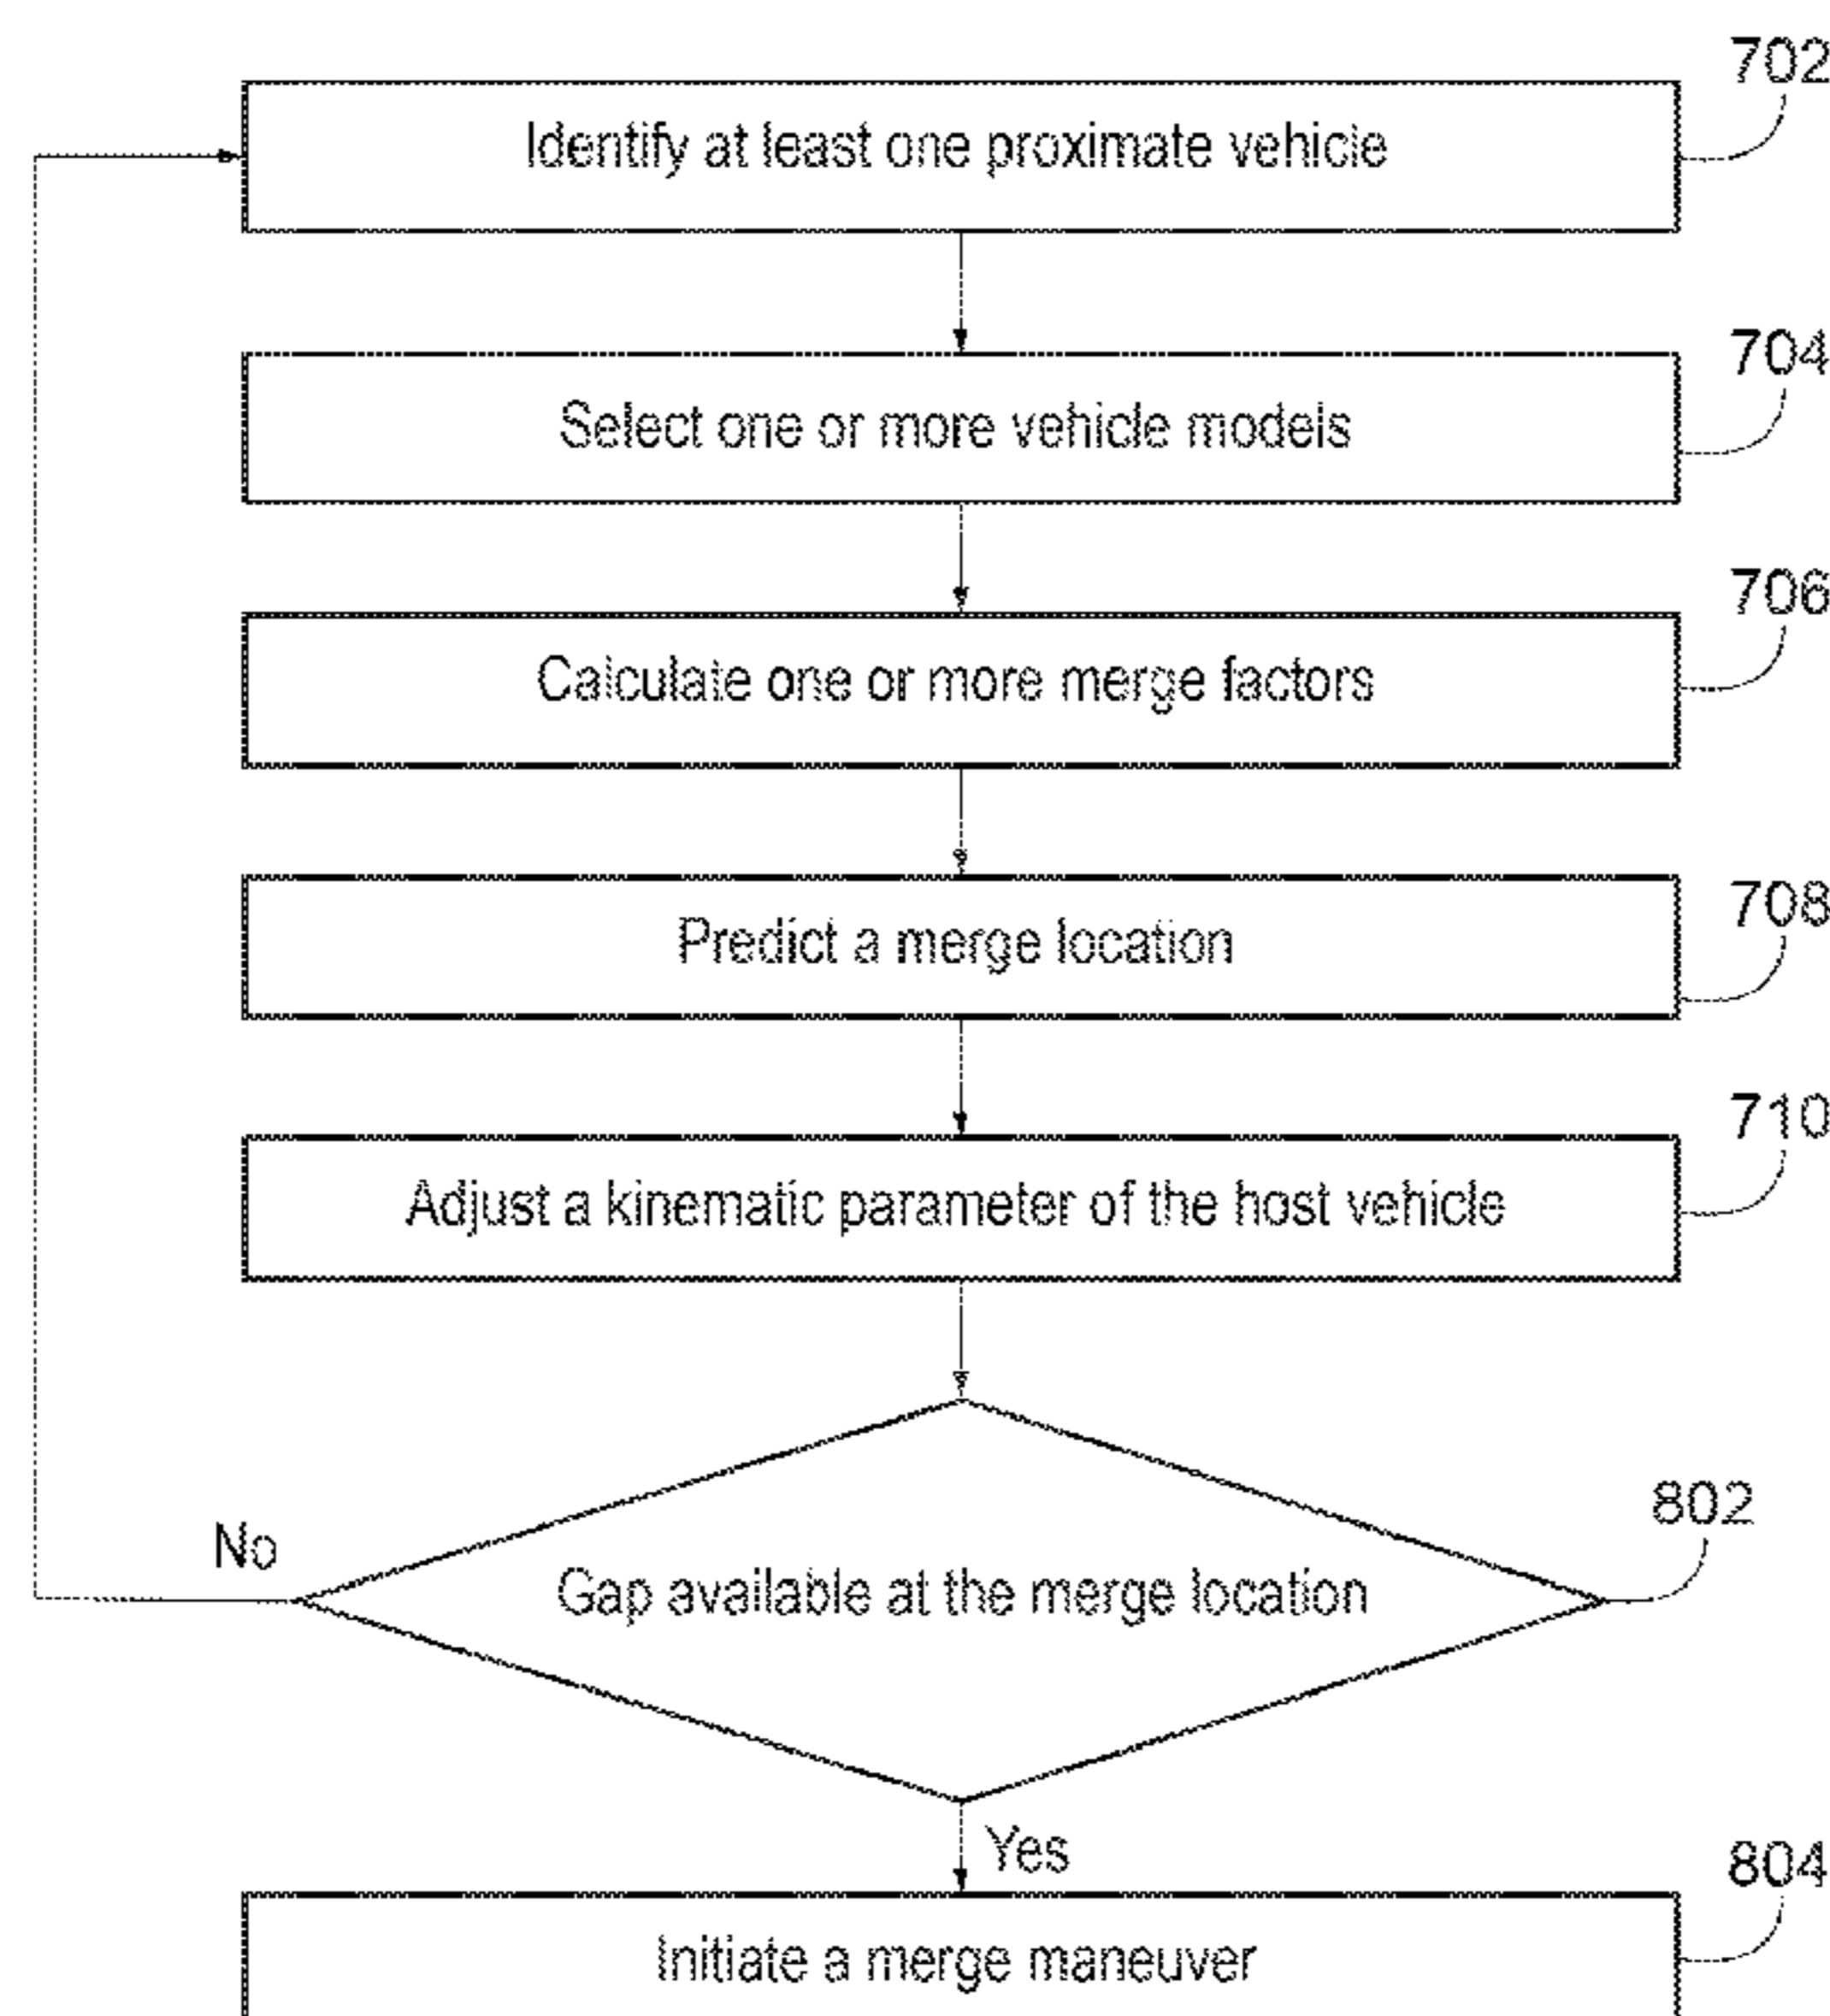 702
Identify at least one proximate vehicle
704
Select one or more vehicle models
706
Calculate one or more merge factors
708
Predict a merge location
710
Adjust a kinematic parameter of the host vehicle
802
No
Gap available at the merge location
Yes
804
Initiate a merge maneuver